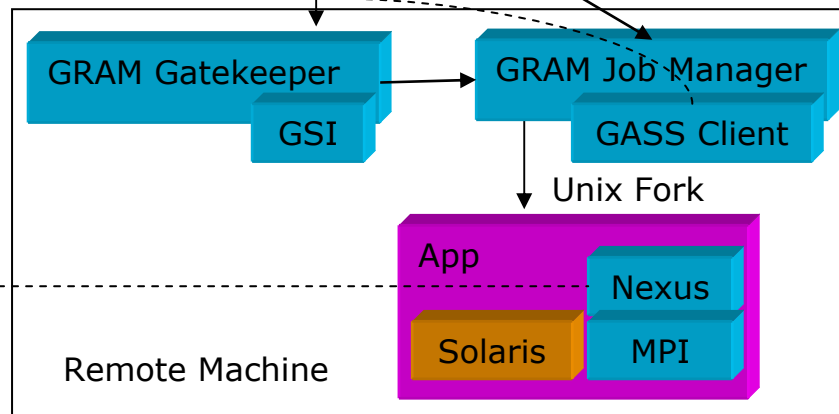 GRAM Gatekeeper
GSI
GRAM Job Manager
GASS Client
Unix Fork
App
Nexus
Solaris
MPI
Remote Machine